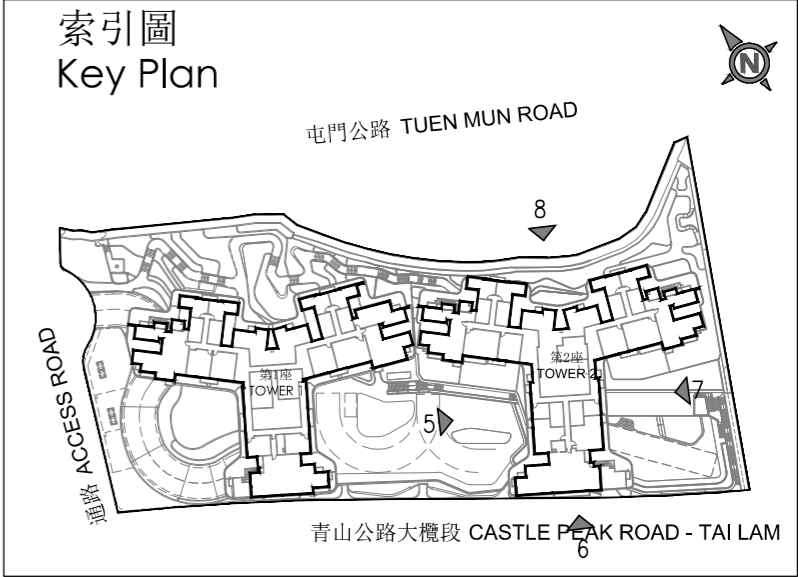 索引圖
Key Plan
N
屯門公路 TUEN MUN ROAD
8
通路 ACCESS ROAD
第1座
TOWER 1
第2座
TOWER 2
7
5
青山公路大欖段 CASTLE PEAK ROAD - TAI LAM
6